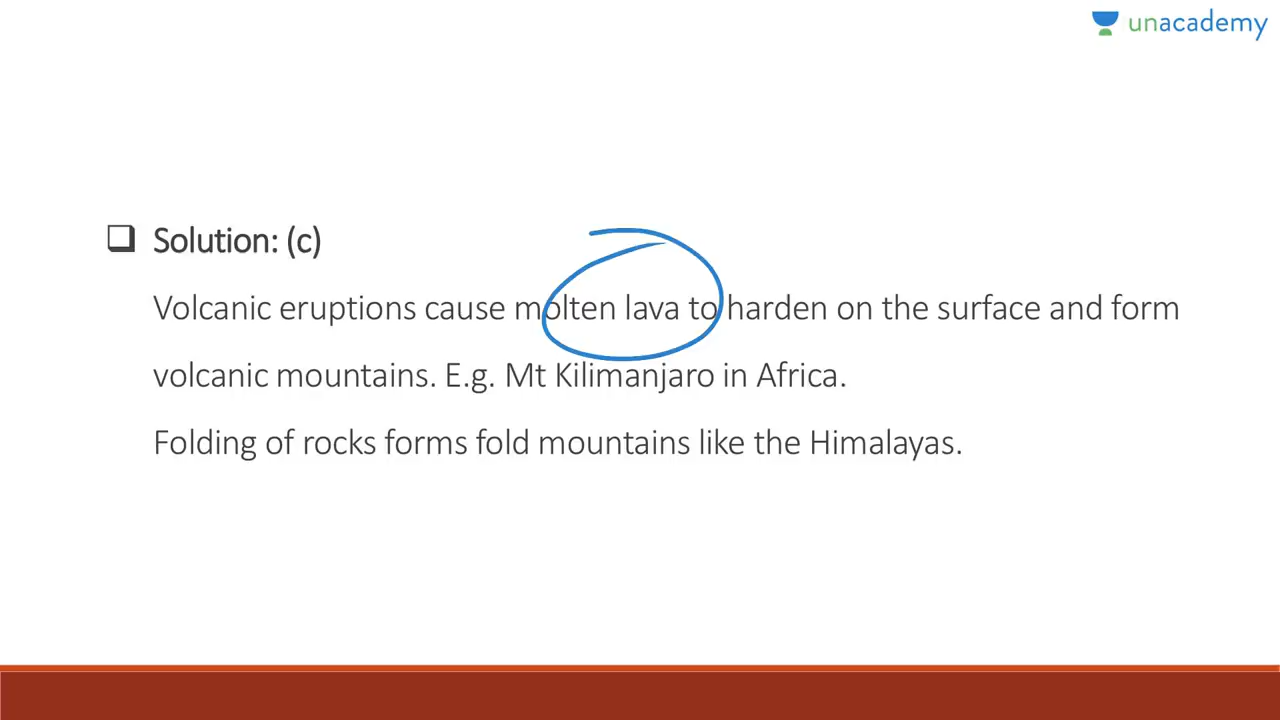 unacademy
Solution: (c)
Volcanic eruptions cause molten lava to harden on the surface and form
volcanic mountains. E.g. Mt Kilimanjaro in Africa.
Folding of rocks forms fold mountains like the Himalayas.